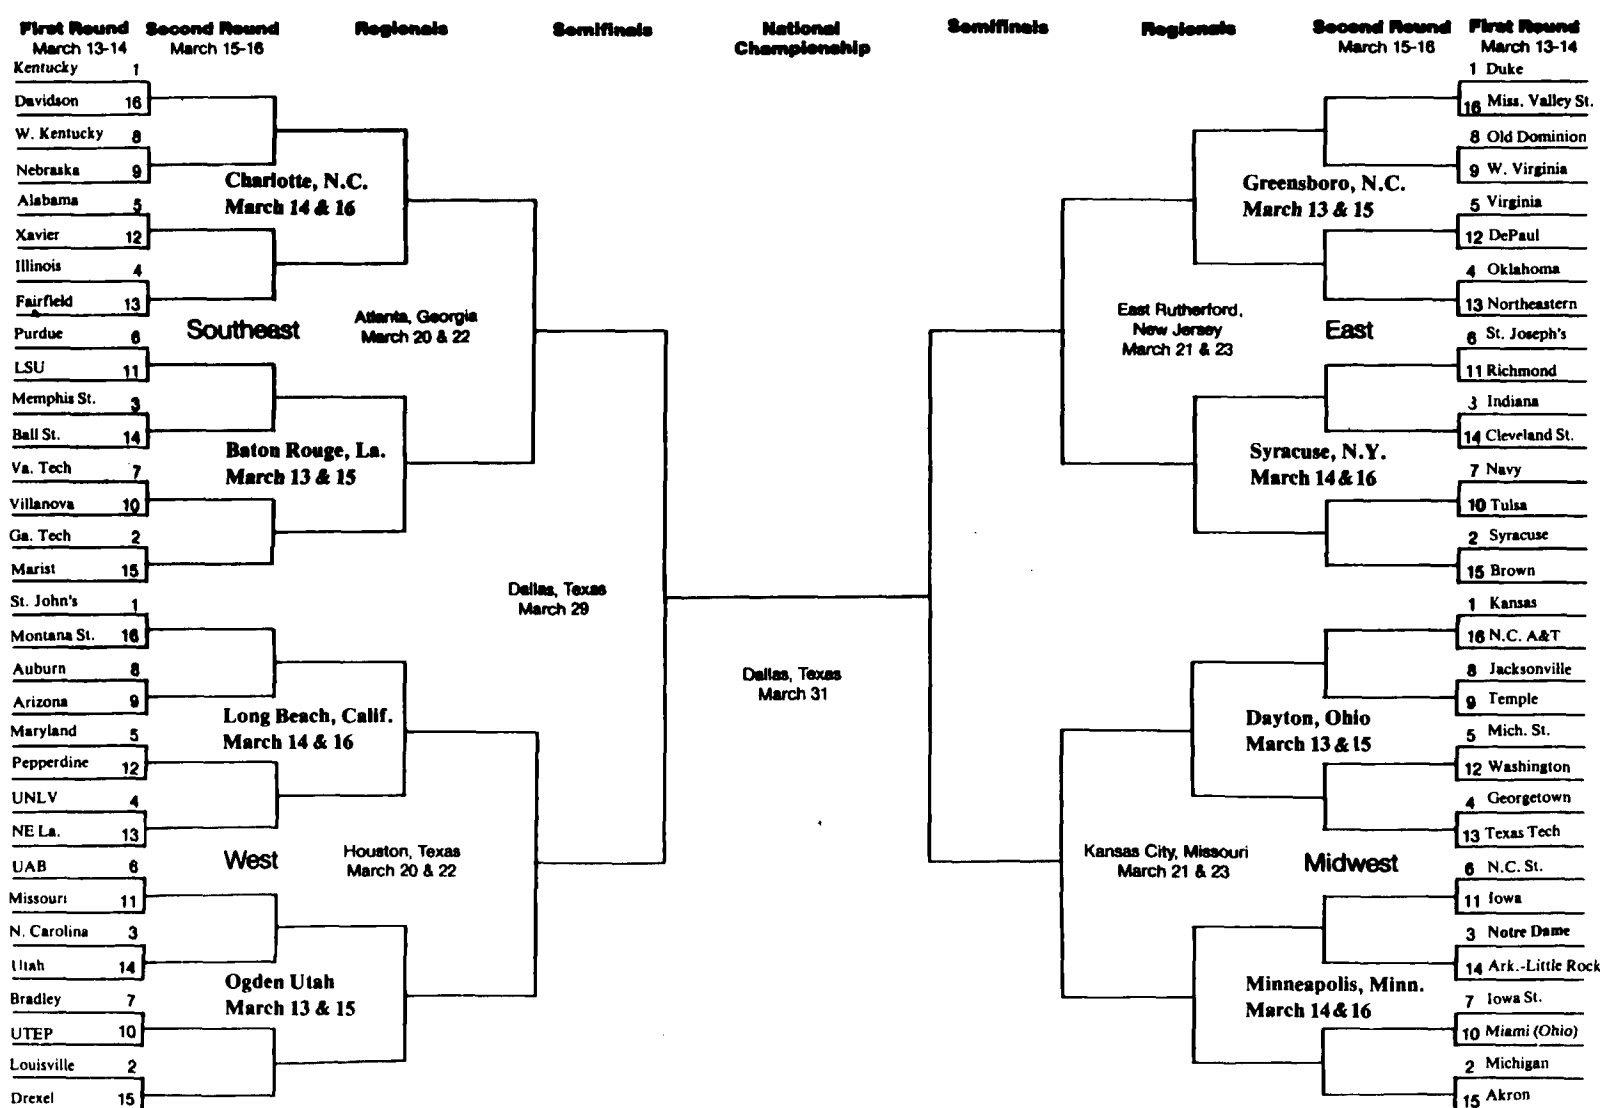 First Round
March 13-14
Second Round
March 15-16
Regionals
Semifinals
National
Championship
Semifinals
Regionals
Second Round
March 15-16
First Round
March 13-14
Kentucky 1
Davidson 16
W. Kentucky 8
Nebraska 9
Alabama 5
Xavier 12
Illinois 4
Fairfield 13
Purdue 6
LSU 11
Memphis St. 3
Ball St. 14
Va. Tech 7
Villanova 10
Ga. Tech 2
Marist 15
Charlotte, N.C.
March 14 & 16
Southeast
Atlanta, Georgia
March 20 & 22
Baton Rouge, La.
March 13 & 15
St. John's 1
Montana St. 16
Auburn 8
Arizona 9
Maryland 5
Pepperdine 12
UNLV 4
NE La. 13
UAB 6
Missouri 11
N. Carolina 3
Utah 14
Bradley 7
UTEP 10
Louisville 2
Drexel 15
Long Beach, Calif.
March 14 & 16
West
Houston, Texas
March 20 & 22
Ogden Utah
March 13 & 15
Dallas, Texas
March 29
Dallas, Texas
March 31
1 Duke
16 Miss. Valley St.
8 Old Dominion
9 W. Virginia
5 Virginia
12 DePaul
4 Oklahoma
13 Northeastern
6 St. Joseph's
11 Richmond
3 Indiana
14 Cleveland St.
7 Navy
10 Tulsa
2 Syracuse
15 Brown
Greensboro, N.C.
March 13 & 15
East Rutherford,
New Jersey
March 21 & 23
East
Syracuse, N.Y.
March 14 & 16
1 Kansas
16 N.C. A&T
8 Jacksonville
9 Temple
5 Mich. St.
12 Washington
4 Georgetown
13 Texas Tech
6 N.C. St.
11 Iowa
3 Notre Dame
14 Ark.-Little Rock
7 Iowa St.
10 Miami (Ohio)
2 Michigan
15 Akron
Dayton, Ohio
March 13 & 15
Kansas City, Missouri
March 21 & 23
Midwest
Minneapolis, Minn.
March 14 & 16